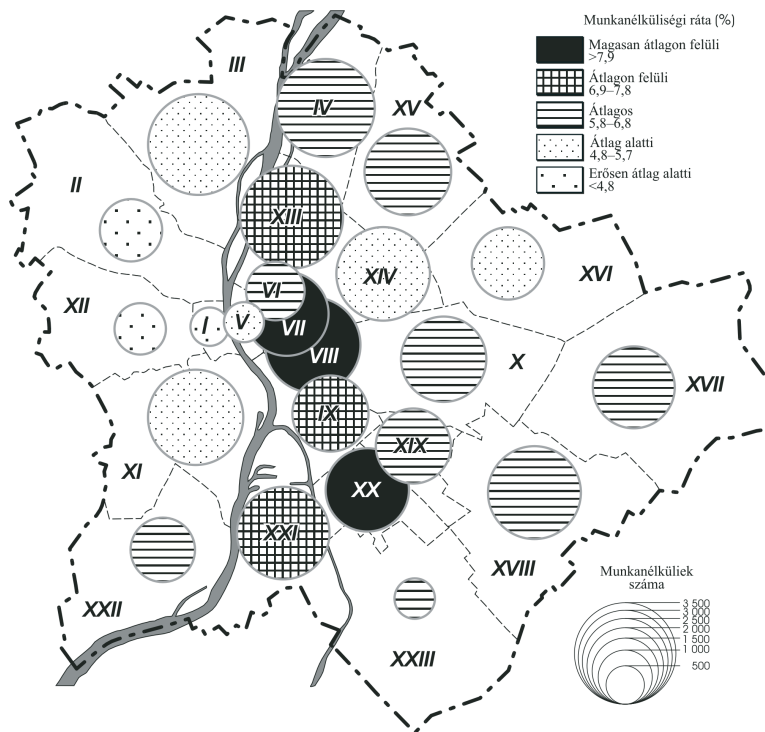 Munkanélküliségi ráta (%)
Magasan átlagon felüli
>7,9
Átlagon felüli
6,9–7,8
Átlagos
5,8–6,8
Átlag alatti
4,8–5,7
Erősen átlag alatti
<4,8
III
IV
XV
II
XIII
XIV
XVI
XII
VI
I
V
VII
VIII
X
XVII
IX
XIX
XI
XX
XXI
XVIII
XXII
XXIII
Munkanélküliek
száma
3 500
3 000
2 500
2 000
1 500
1 000
500